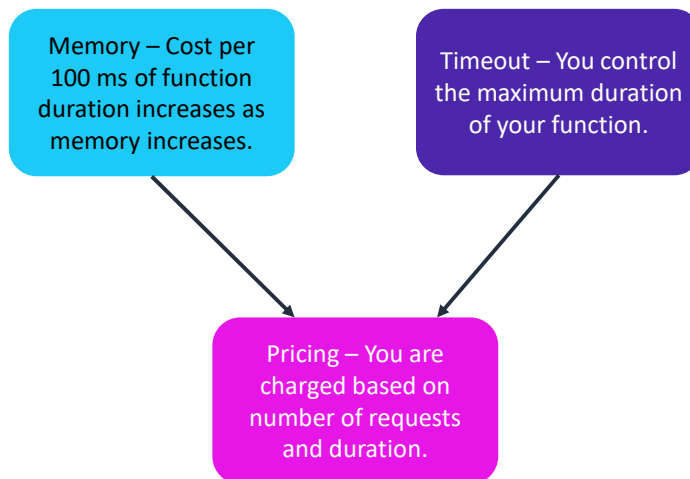 Memory – Cost per
100 ms of function
duration increases as
memory increases.
Timeout – You control
the maximum duration
of your function.
Pricing – You are
charged based on
number of requests
and duration.